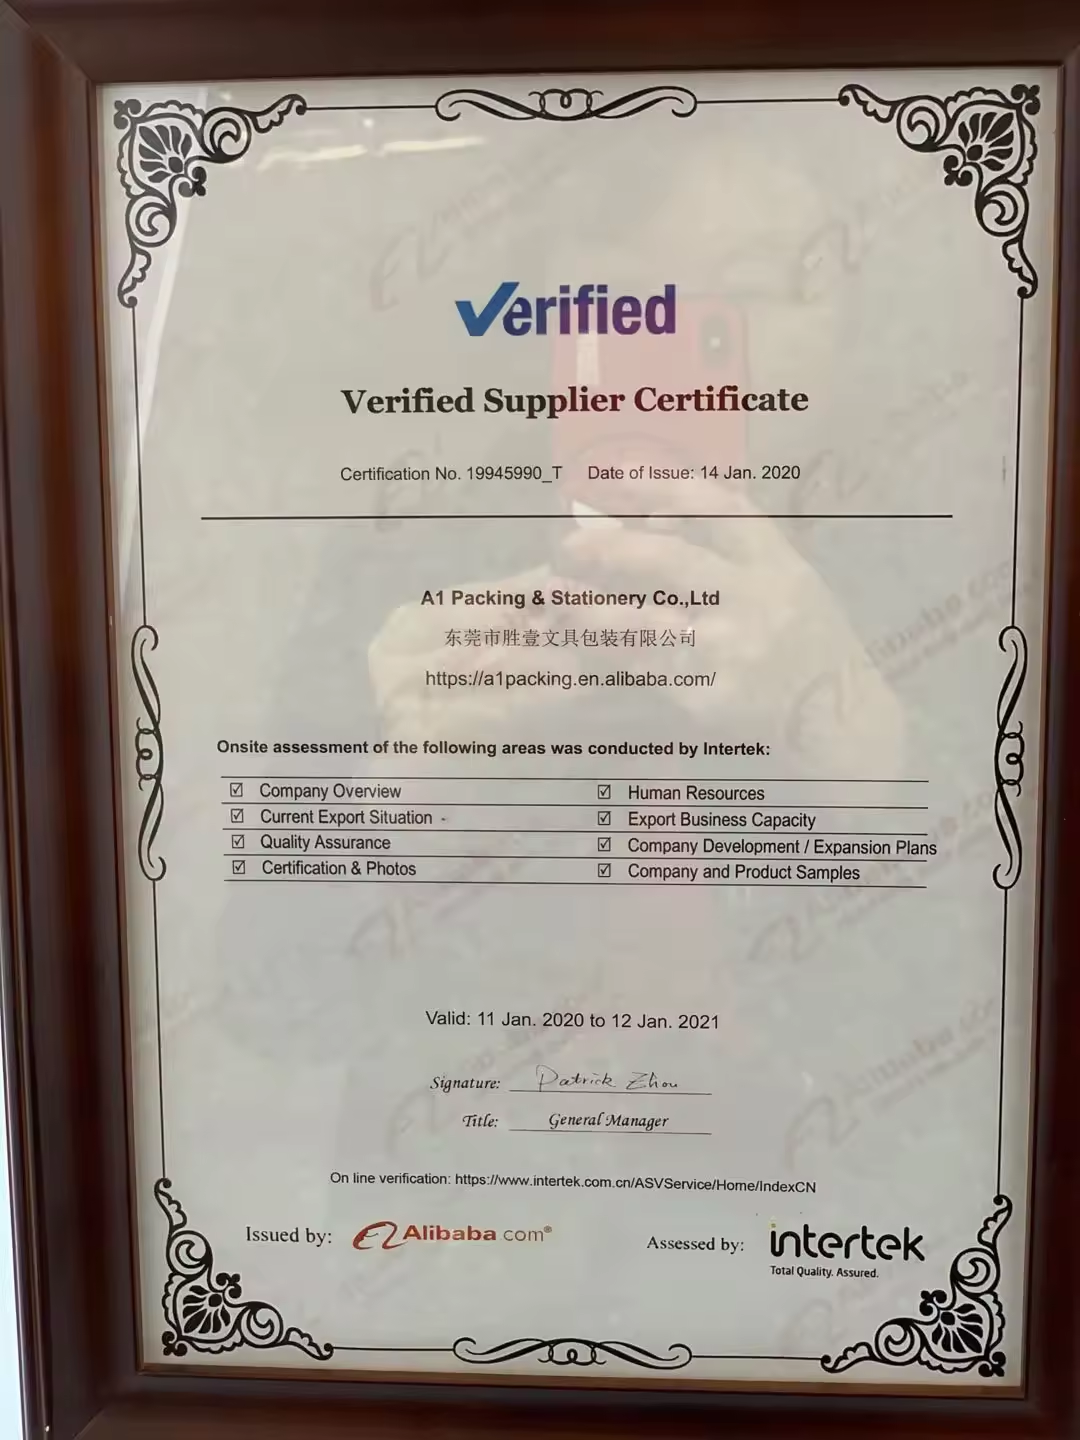 Verified
Verified Supplier Certificate
Certification No. 19945990_T Date of Issue: 14 Jan. 2020
A1 Packing & Stationery Co.,Ltd
东莞市胜壹文具包装有限公司
https://a1packing.en.alibaba.com/
Onsite assessment of the following areas was conducted by Intertek:
☑ Company Overview ☑ Human Resources
☑ Current Export Situation - ☑ Export Business Capacity
☑ Quality Assurance ☑ Company Development / Expansion Plans
☑ Certification & Photos ☑ Company and Product Samples
Valid: 11 Jan. 2020 to 12 Jan. 2021
Signature: Patrick Zhou
Title: General Manager
On line verification: https://www.intertek.com.cn/ASVService/Home/IndexCN
Issued by: Alibaba.com® Assessed by: intertek
Total Quality. Assured.